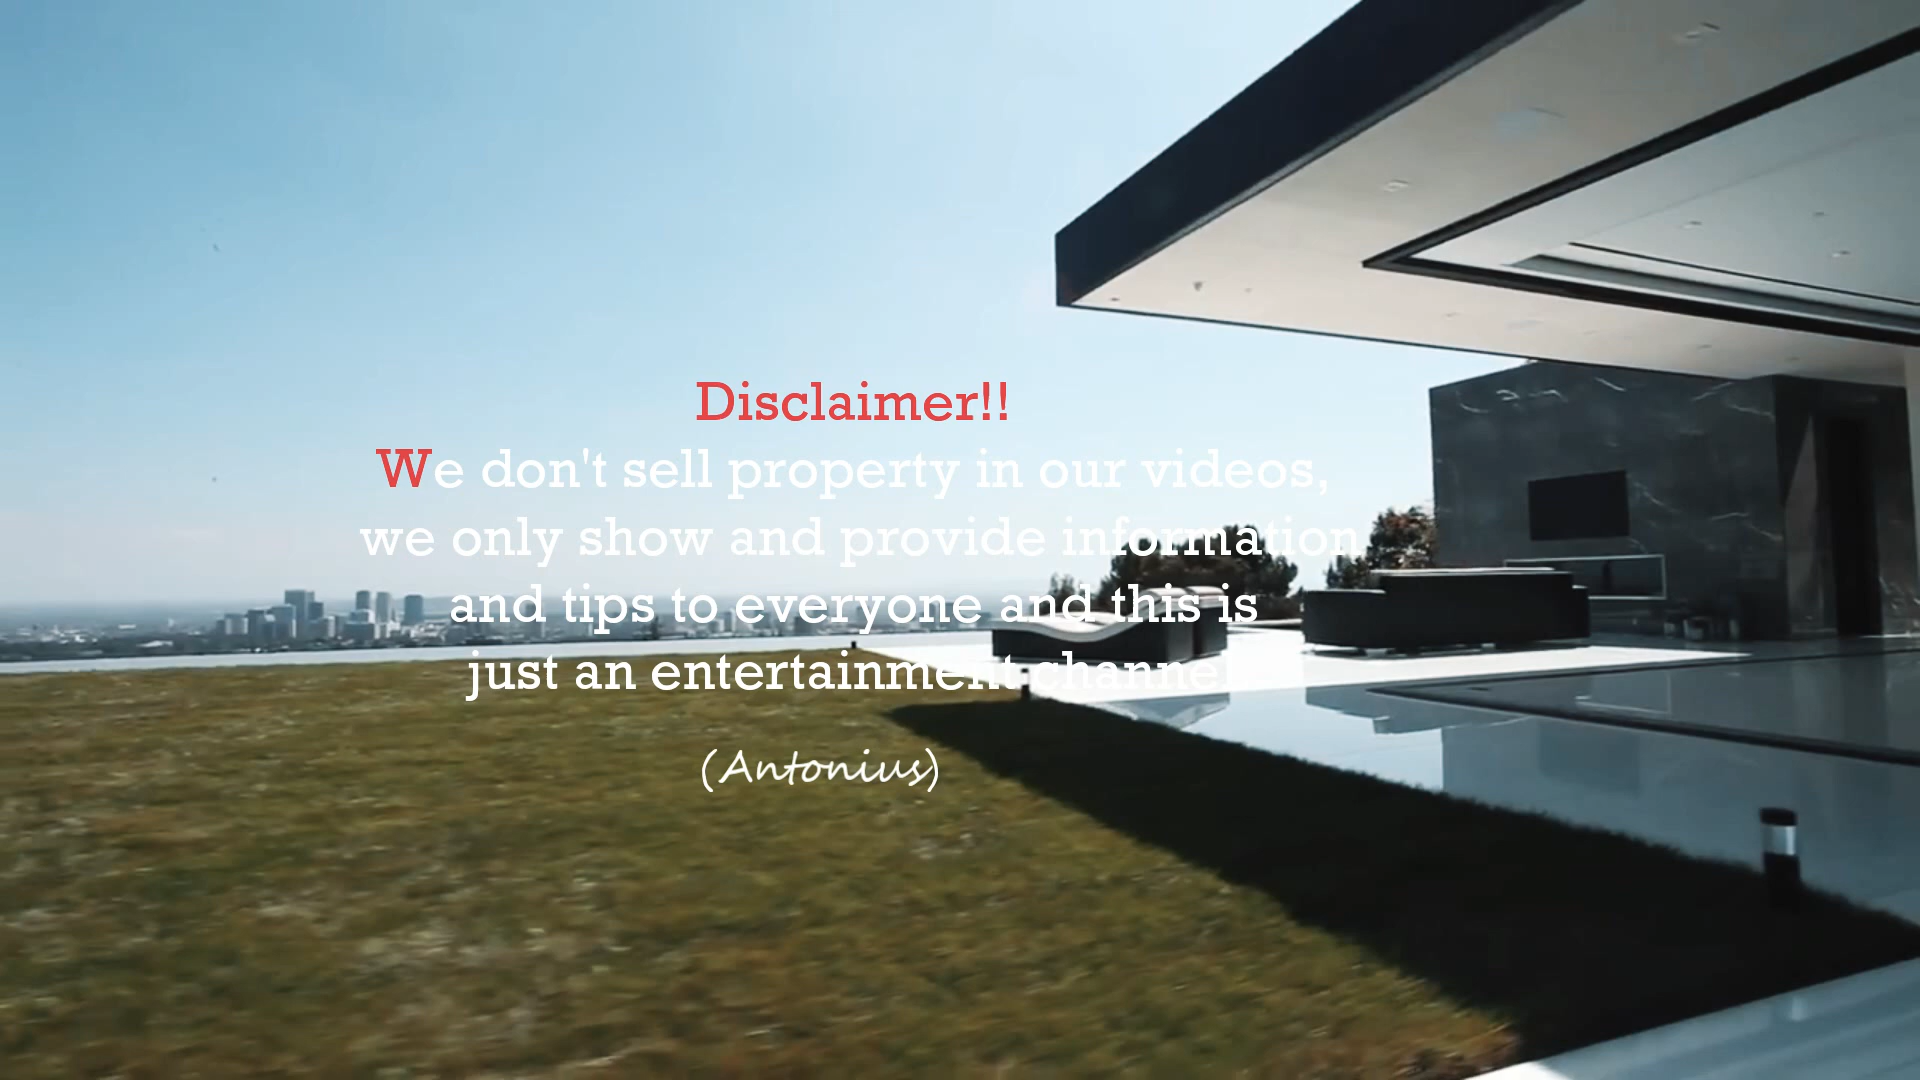 Disclaimer!!
We don't sell property in our videos,
we only show and provide information
and tips to everyone and this is
just an entertainment channel
(Antonius)